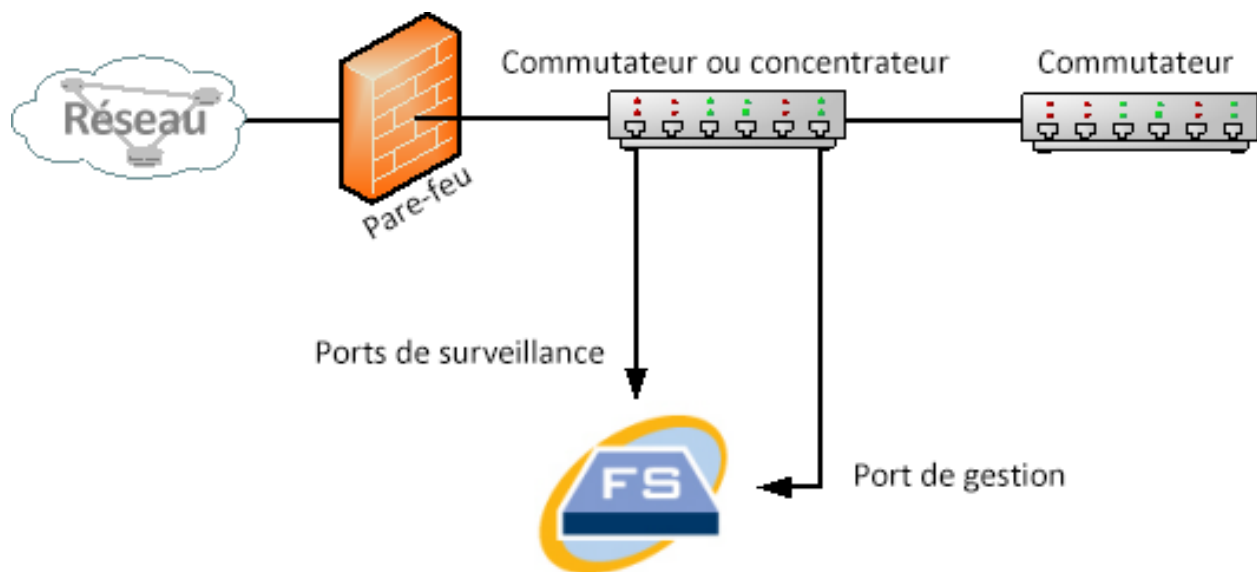 Commutateur ou concentrateur
Commutateur
Réseau
Pare-feu
Ports de surveillance
Port de gestion
FS